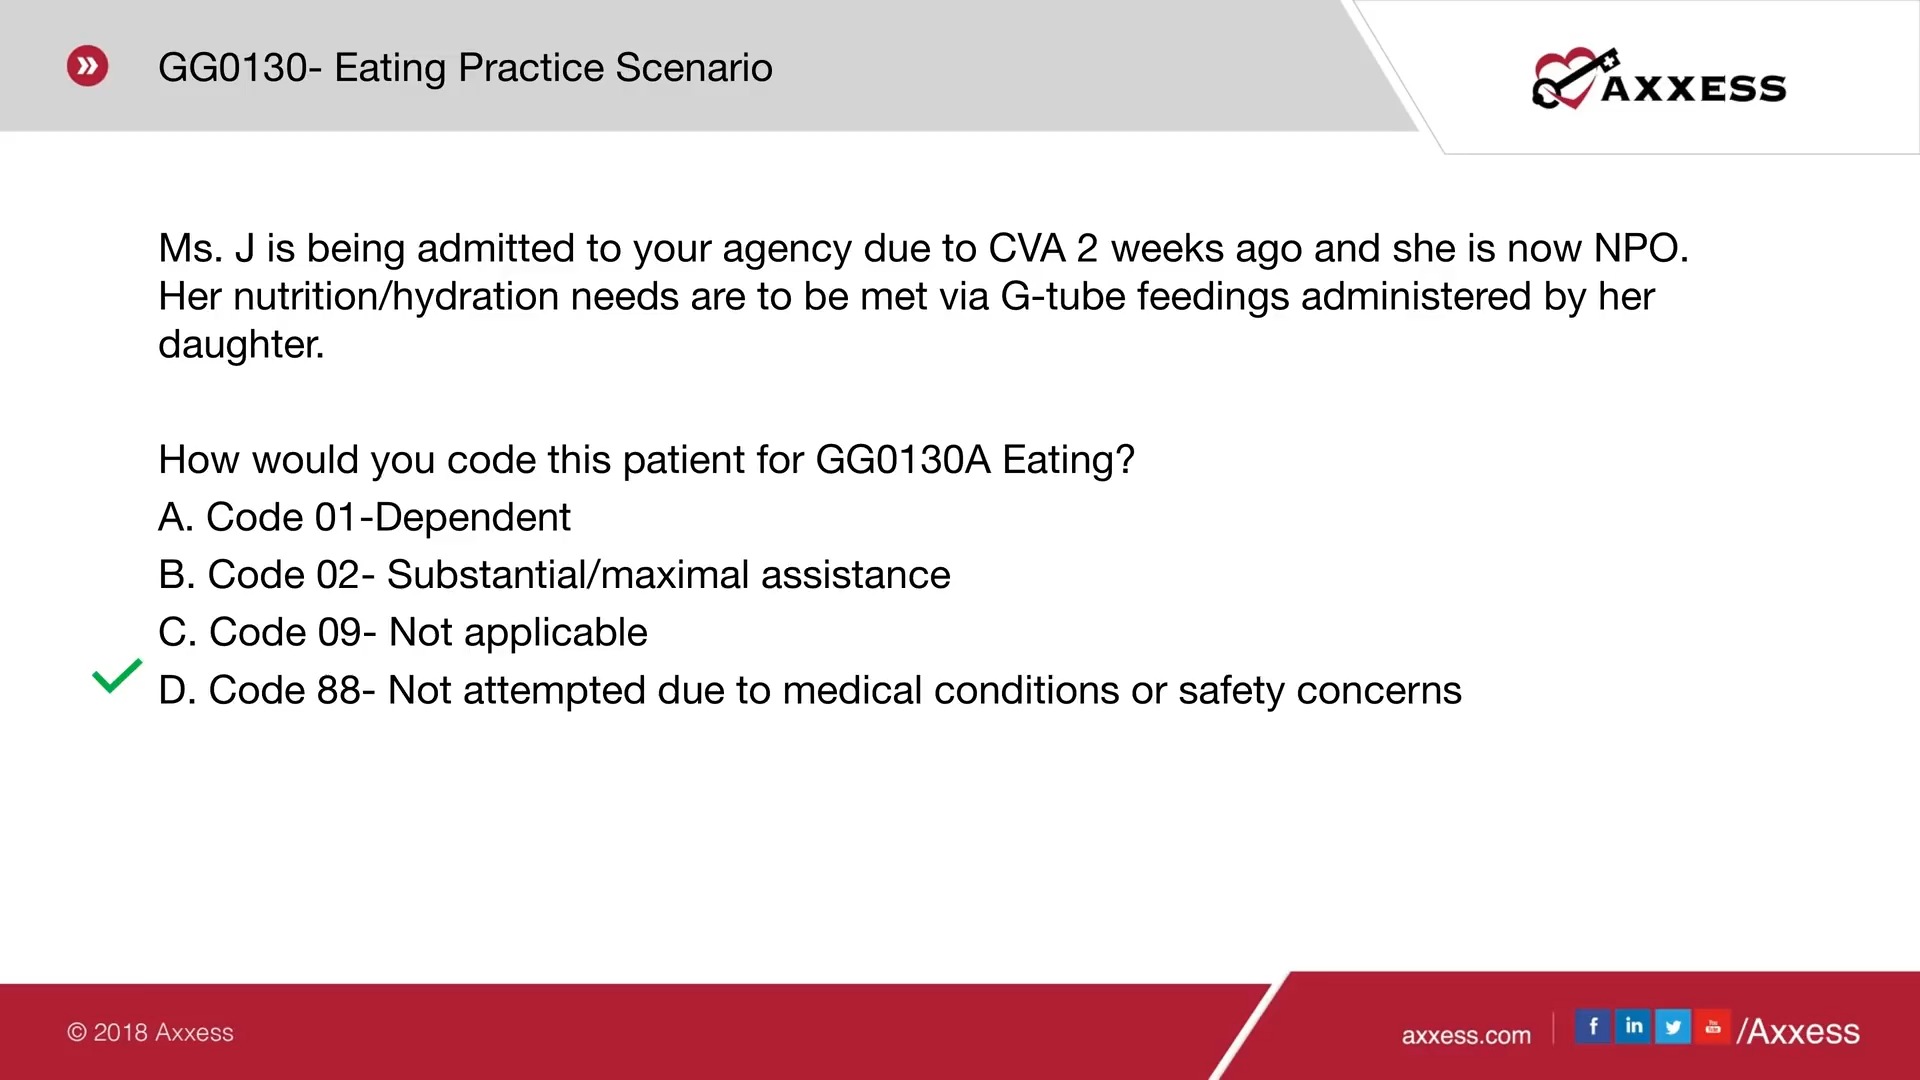 GG0130- Eating Practice Scenario
AXXESS
Ms. J is being admitted to your agency due to CVA 2 weeks ago and she is now NPO.
Her nutrition/hydration needs are to be met via G-tube feedings administered by her
daughter.
How would you code this patient for GG0130A Eating?
A. Code 01-Dependent
B. Code 02- Substantial/maximal assistance
C. Code 09- Not applicable
D. Code 88- Not attempted due to medical conditions or safety concerns
© 2018 Axxess
axxess.com
/Axxess